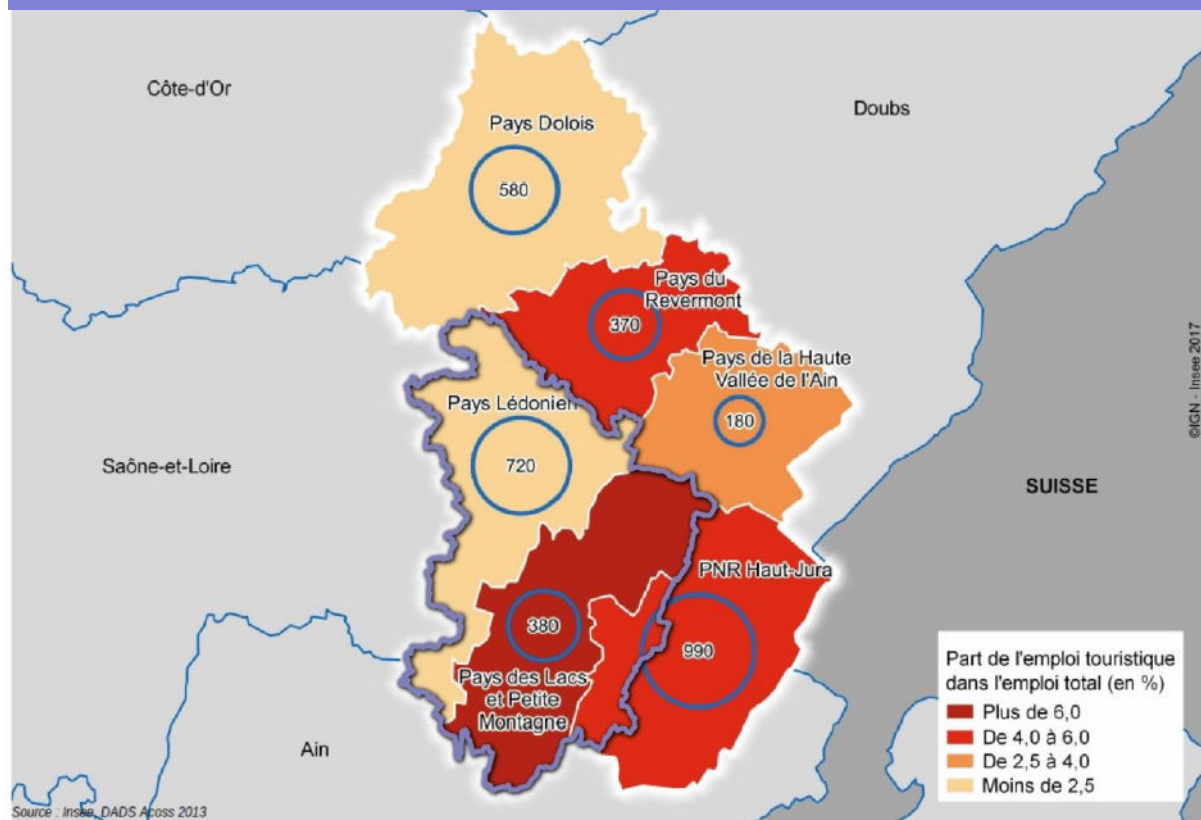 Côte-d'Or
Doubs
Pays Dolois
580
Pays du
Revermont
370
Pays de la Haute
Vallée de l'Ain
180
Pays Lédonien
720
Saône-et-Loire
SUISSE
©IGN - Insee 2017
PNR Haut-Jura
990
380
Pays des Lacs
et Petite
Montagne
Ain
Part de l'emploi touristique
dans l'emploi total (en %)
Plus de 6,0
De 4,0 à 6,0
De 2,5 à 4,0
Moins de 2,5
Source : Insee, DADS Acoss 2013